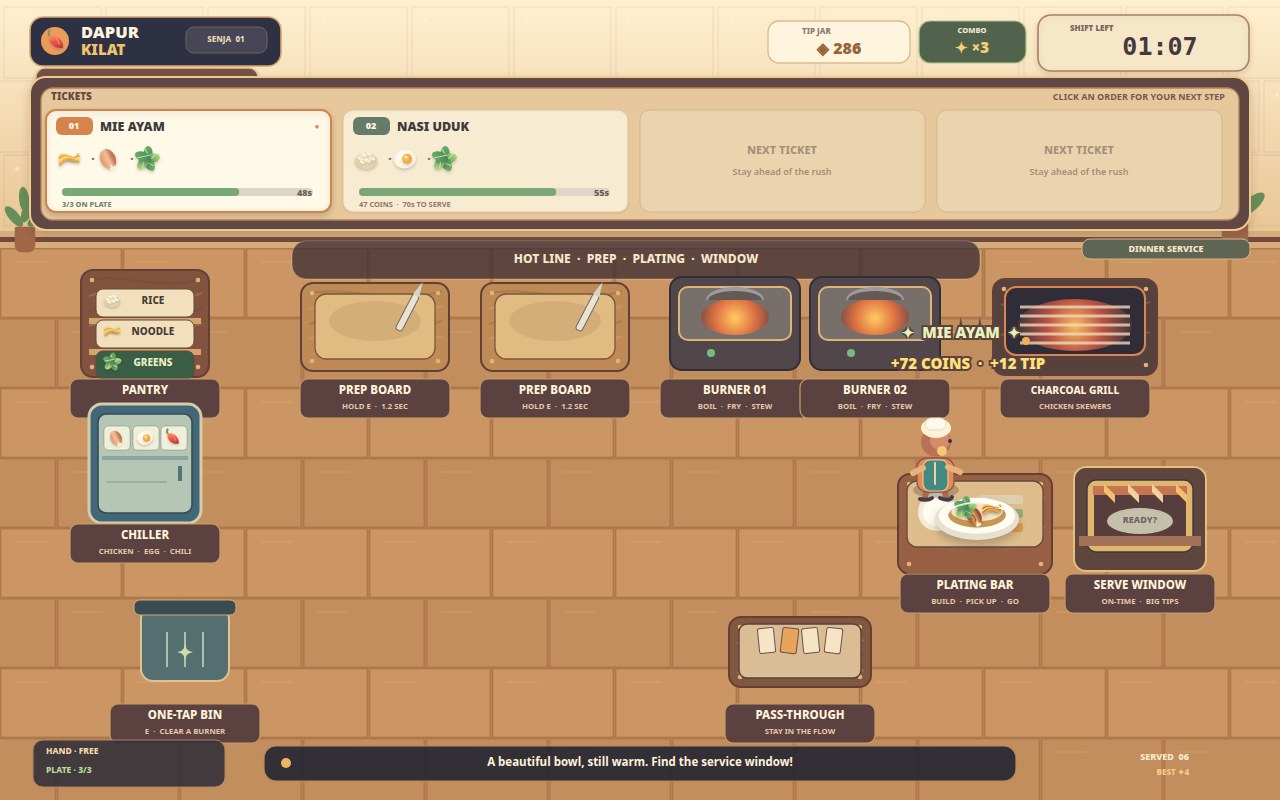 DAPUR
KILAT
SENJA 01
TIP JAR
◈ 286
COMBO
✦ ×3
SHIFT LEFT
01:07
TICKETS
CLICK AN ORDER FOR YOUR NEXT STEP
01 MIE AYAM
48s
3/3 ON PLATE
02 NASI UDUK
55s
47 COINS · 70s TO SERVE
NEXT TICKET
Stay ahead of the rush
NEXT TICKET
Stay ahead of the rush
DINNER SERVICE
HOT LINE · PREP · PLATING · WINDOW
RICE
NOODLE
GREENS
PANTRY
PREP BOARD
HOLD E · 1.2 SEC
PREP BOARD
HOLD E · 1.2 SEC
BURNER 01
BOIL · FRY · STEW
BURNER 02
BOIL · FRY · STEW
✦ MIE AYAM ✦
+72 COINS · +12 TIP
CHARCOAL GRILL
CHICKEN SKEWERS
CHILLER
CHICKEN · EGG · CHILI
READY?
PLATING BAR
BUILD · PICK UP · GO
SERVE WINDOW
ON-TIME · BIG TIPS
ONE-TAP BIN
E · CLEAR A BURNER
PASS-THROUGH
STAY IN THE FLOW
HAND · FREE
PLATE · 3/3
A beautiful bowl, still warm. Find the service window!
SERVED 06
BEST ×4